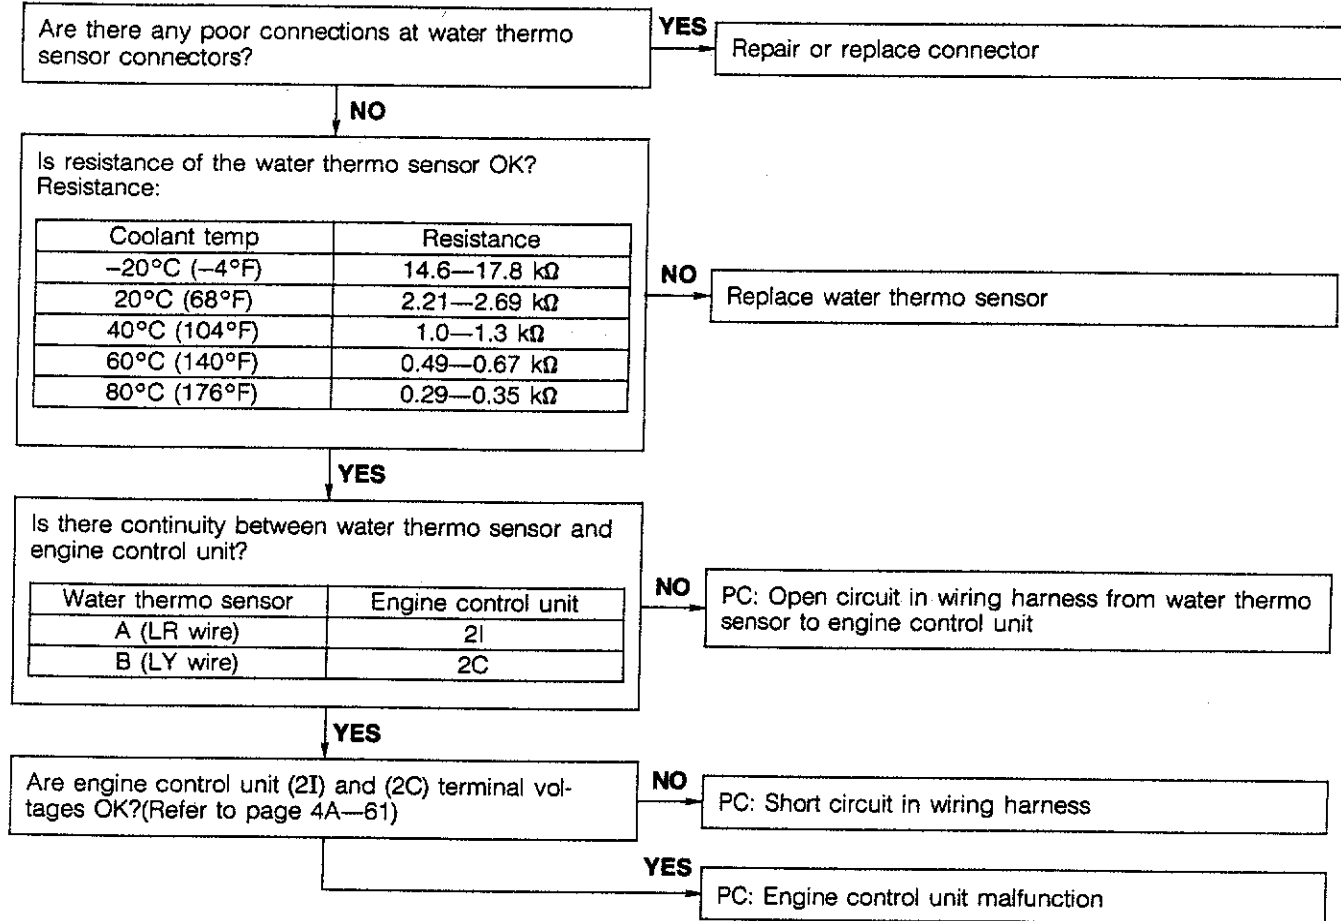 Are there any poor connections at water thermo
sensor connectors?
YES
Repair or replace connector
NO
Is resistance of the water thermo sensor OK?
Resistance:
Coolant temp Resistance
−20°C (−4°F) 14.6—17.8 kΩ
20°C (68°F) 2.21—2.69 kΩ
40°C (104°F) 1.0—1.3 kΩ
60°C (140°F) 0.49—0.67 kΩ
80°C (176°F) 0.29—0.35 kΩ
NO
Replace water thermo sensor
YES
Is there continuity between water thermo sensor and
engine control unit?
Water thermo sensor Engine control unit
A (LR wire) 2I
B (LY wire) 2C
NO
PC: Open circuit in wiring harness from water thermo
sensor to engine control unit
YES
Are engine control unit (2I) and (2C) terminal vol-
tages OK?(Refer to page 4A—61)
NO
PC: Short circuit in wiring harness
YES
PC: Engine control unit malfunction